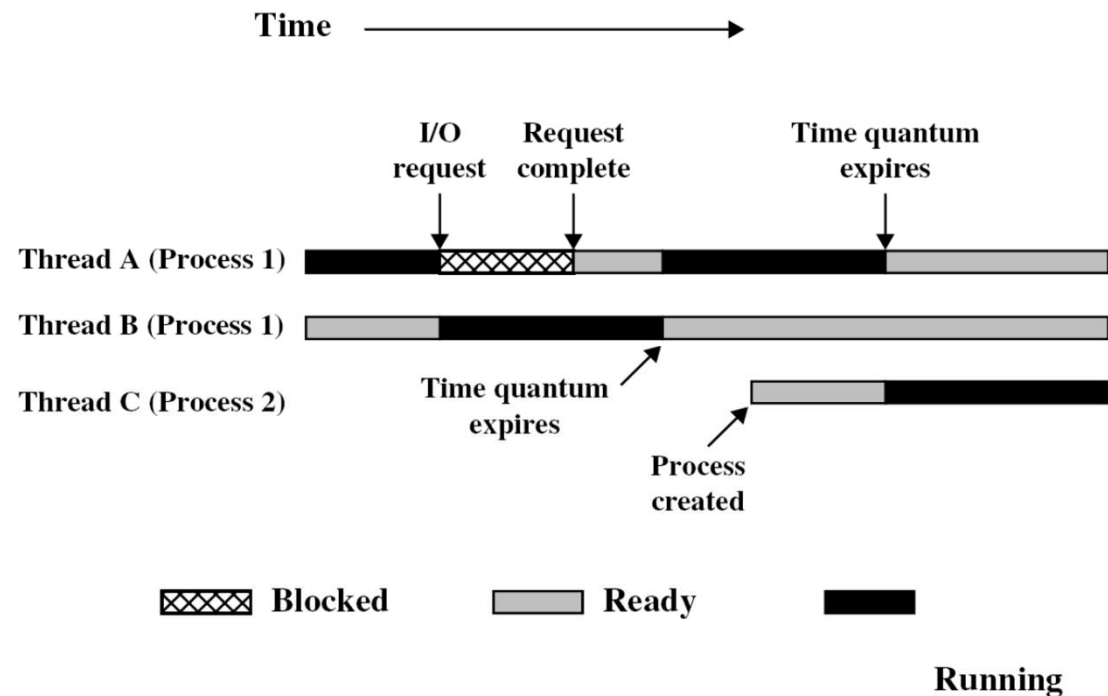 Time
I/O
request
Request
complete
Time quantum
expires
Thread A (Process 1)
Thread B (Process 1)
Time quantum
expires
Thread C (Process 2)
Process
created
Blocked
Ready
Running